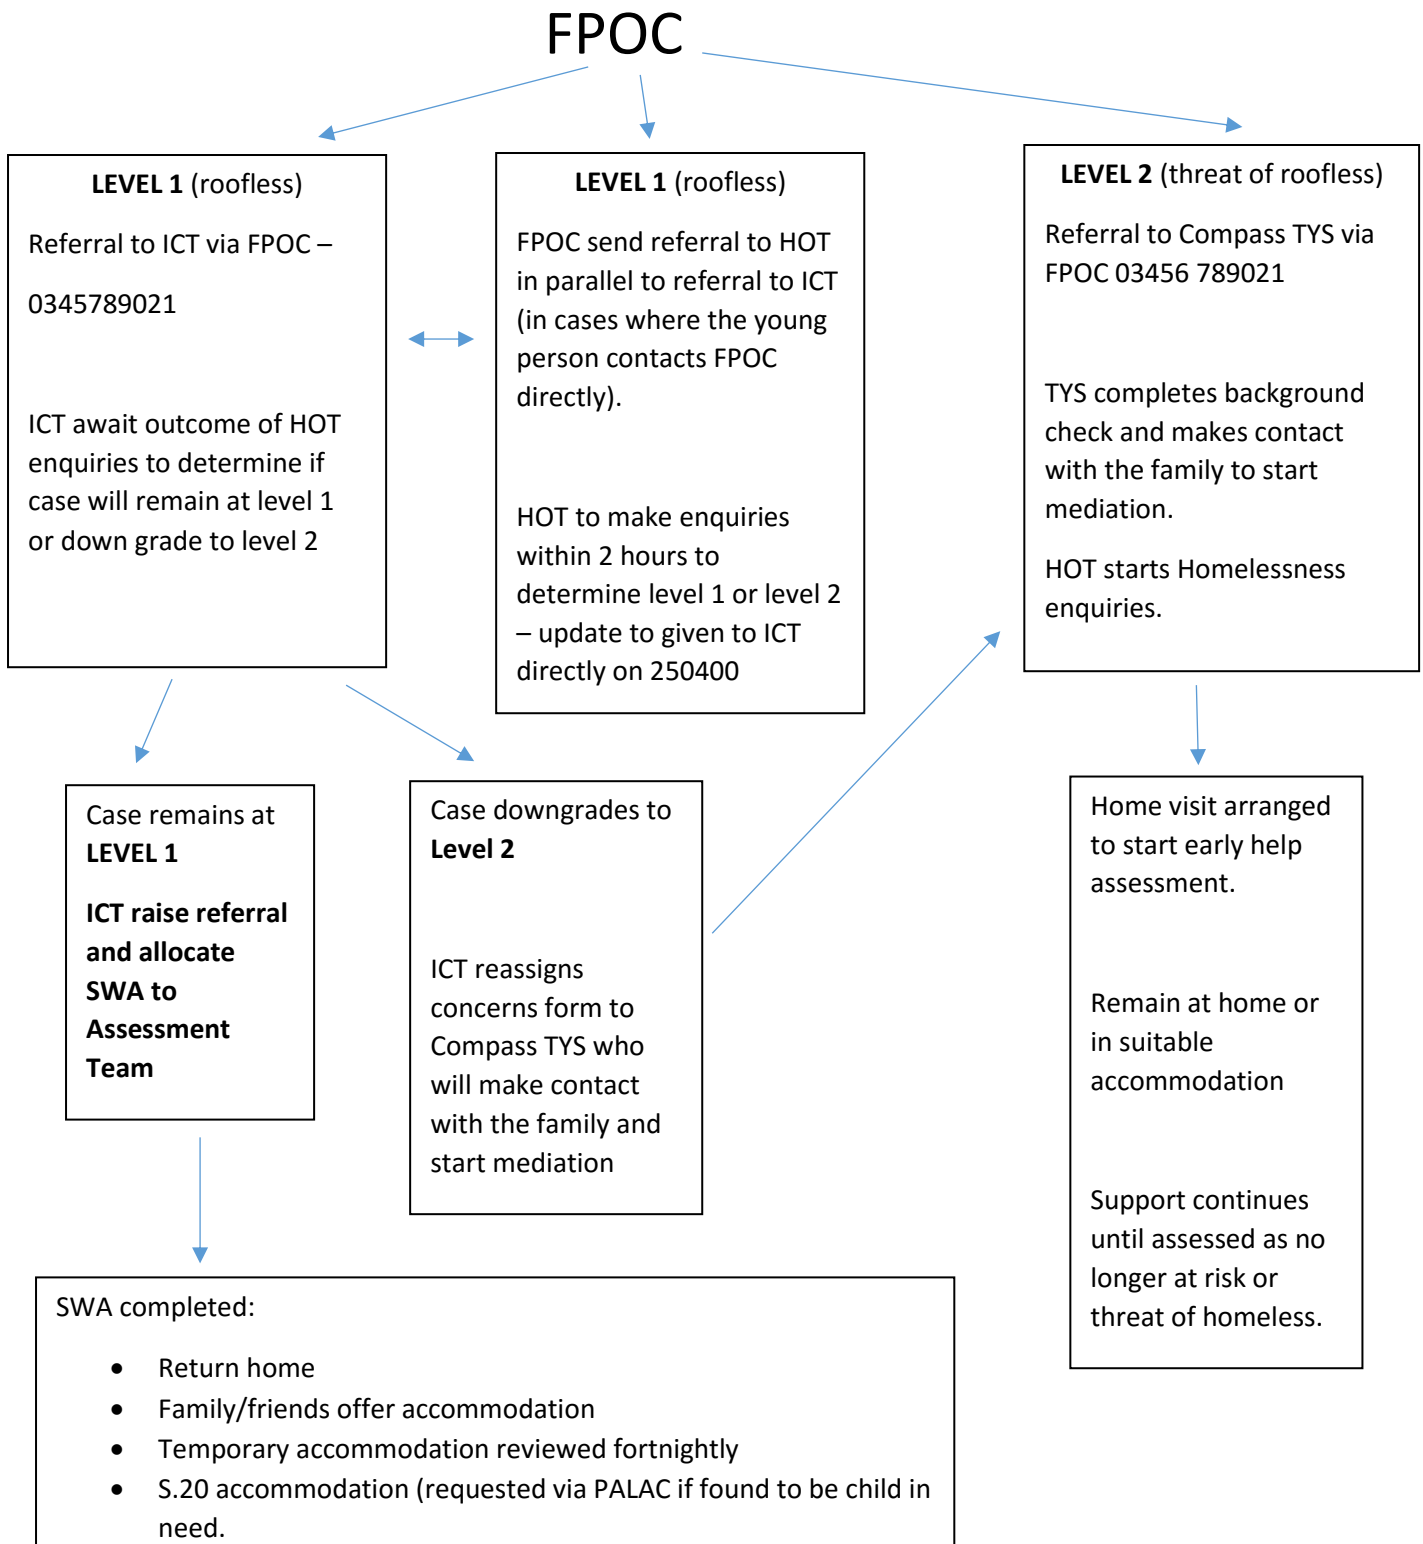 FPOC
LEVEL 1 (roofless)
Referral to ICT via FPOC –
0345789021
ICT await outcome of HOT
enquiries to determine if
case will remain at level 1
or down grade to level 2
LEVEL 1 (roofless)
FPOC send referral to HOT
in parallel to referral to ICT
(in cases where the young
person contacts FPOC
directly).
HOT to make enquiries
within 2 hours to
determine level 1 or level 2
– update to given to ICT
directly on 250400
LEVEL 2 (threat of roofless)
Referral to Compass TYS via
FPOC 03456 789021
TYS completes background
check and makes contact
with the family to start
mediation.
HOT starts Homelessness
enquiries.
Case remains at
LEVEL 1
ICT raise referral
and allocate
SWA to
Assessment
Team
Case downgrades to
Level 2
ICT reassigns
concerns form to
Compass TYS who
will make contact
with the family and
start mediation
Home visit arranged
to start early help
assessment.
Remain at home or
in suitable
accommodation
Support continues
until assessed as no
longer at risk or
threat of homeless.
SWA completed:
• Return home
• Family/friends offer accommodation
• Temporary accommodation reviewed fortnightly
• S.20 accommodation (requested via PALAC if found to be child in
need.